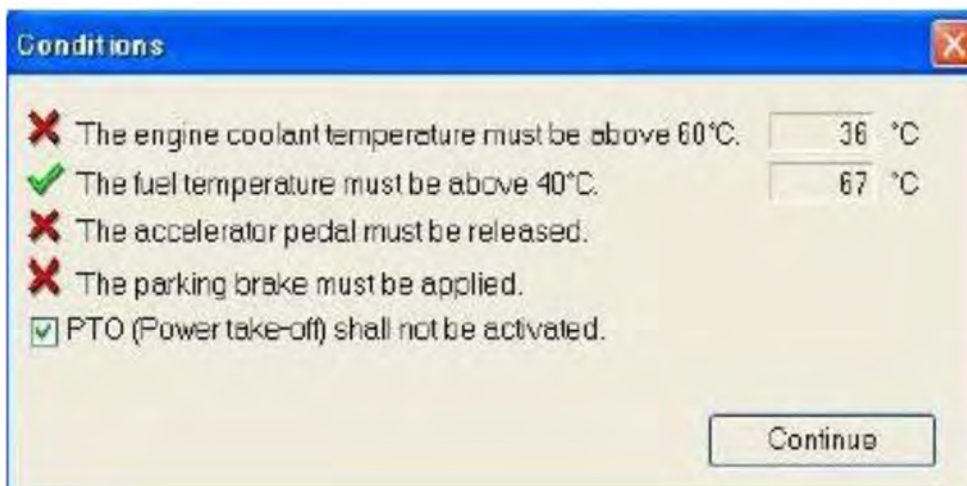 Conditions
The engine coolant temperature must be above 60°C. 36 °C
The fuel temperature must be above 40°C. 67 °C
The accelerator pedal must be released.
The parking brake must be applied.
PTO (Power take-off) shall not be activated.
Continue